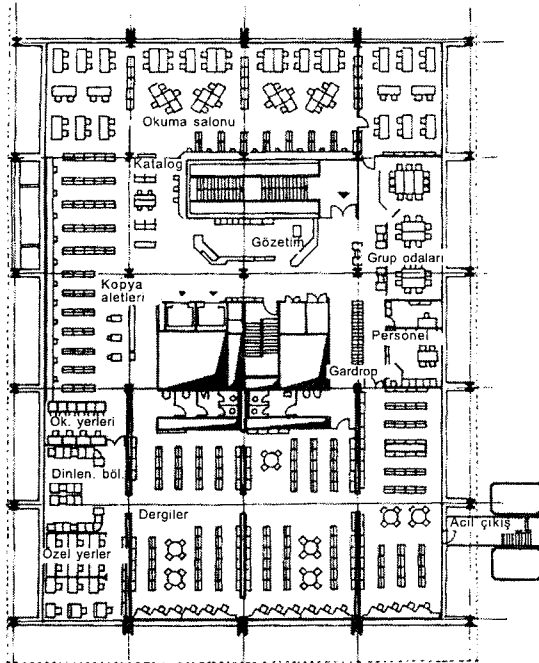 Okuma salonu
Katalog
Gözetim
Grup odaları
Kopya
aletleri
Personel
Gardrop
Ok. yerleri
Dinlen. böl.
Dergiler
Acil çıkış
Özel yerler